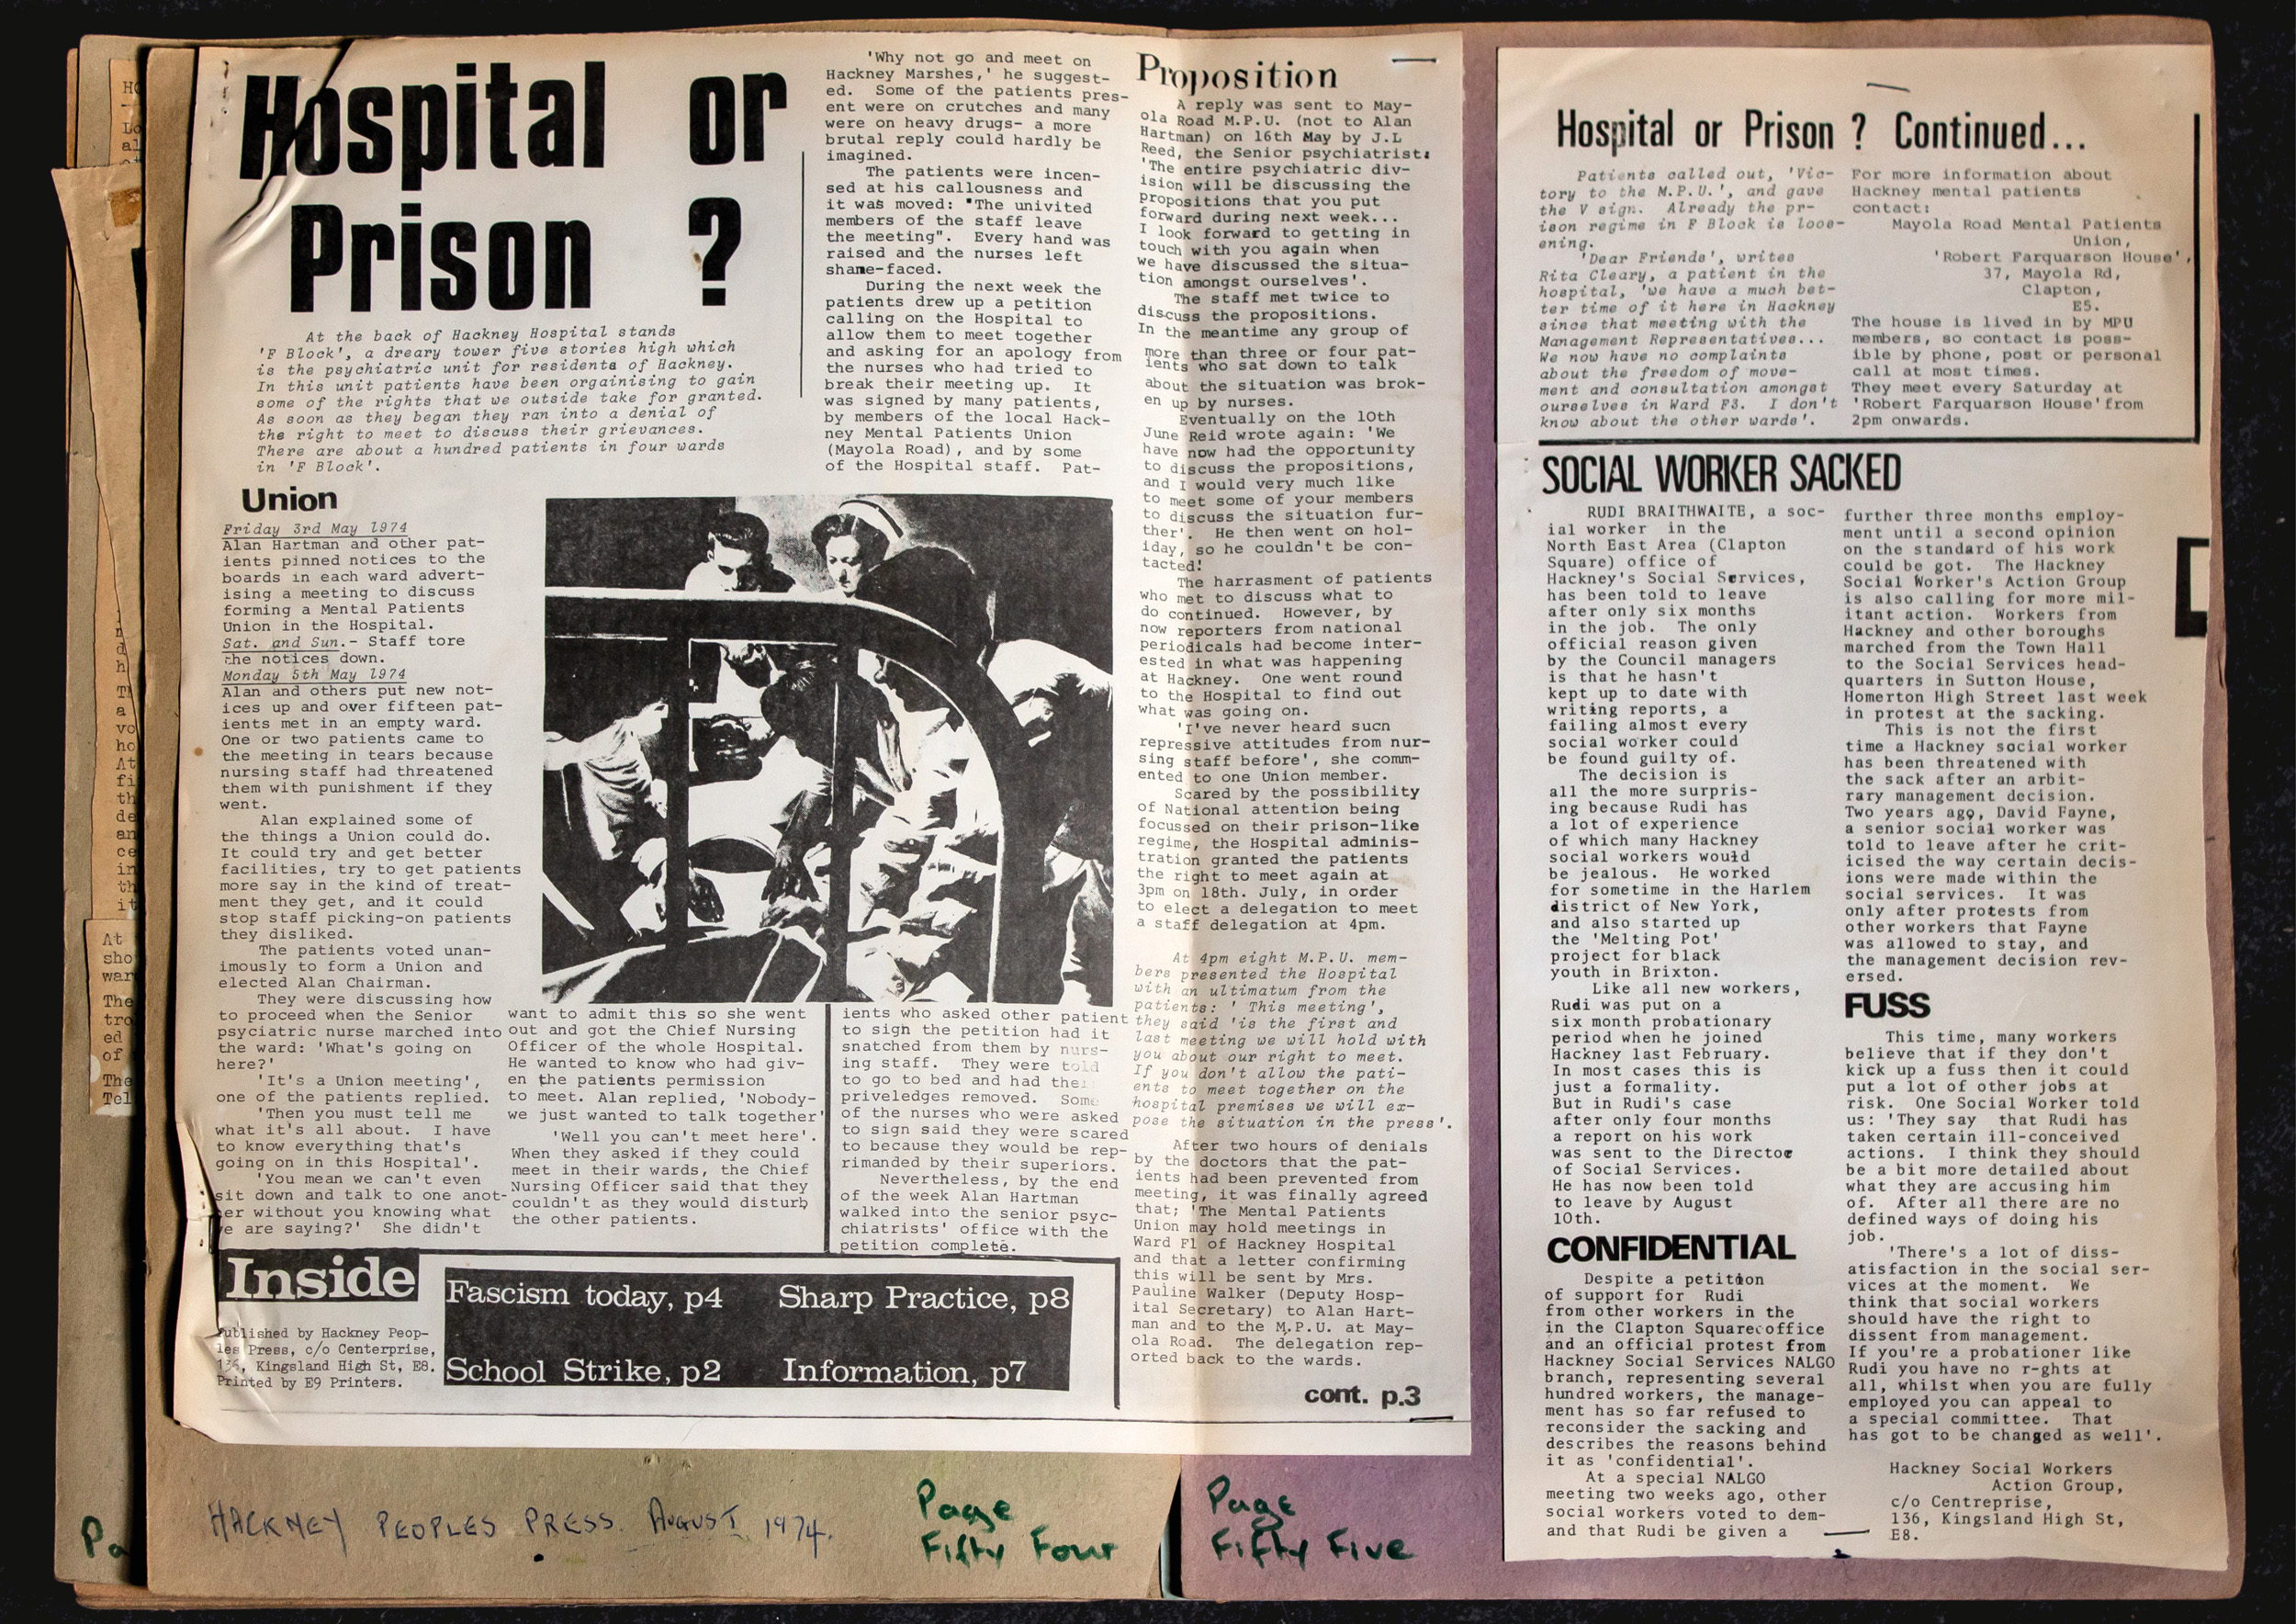 Hospital or
Prison ?
At the back of Hackney Hospital stands
'F Block', a dreary tower five stories high which
is the psychiatric unit for residents of Hackney.
In this unit patients have been orgainising to gain
some of the rights that we outside take for granted.
As soon as they began they ran into a denial of
the right to meet to discuss their grievances.
There are about a hundred patients in four wards
in 'F Block'.
Union
Friday 3rd May 1974
Alan Hartman and other pat-
ients pinned notices to the
boards in each ward advert-
ising a meeting to discuss
forming a Mental Patients
Union in the Hospital.
Sat. and Sun.- Staff tore
the notices down.
Monday 5th May 1974
Alan and others put new not-
ices up and over fifteen pat-
ients met in an empty ward.
One or two patients came to
the meeting in tears because
nursing staff had threatened
them with punishment if they
went.
Alan explained some of
the things a Union could do.
It could try and get better
facilities, try to get patients
more say in the kind of treat-
ment they get, and it could
stop staff picking-on patients
they disliked.
The patients voted unan-
imously to form a Union and
elected Alan Chairman.
They were discussing how
to proceed when the Senior
psyciatric nurse marched into
the ward: 'What's going on
here?'
'It's a Union meeting',
one of the patients replied.
'Then you must tell me
what it's all about. I have
to know everything that's
going on in this Hospital'.
'You mean we can't even
sit down and talk to one anot-
her without you knowing what
we are saying?' She didn't
want to admit this so she went
out and got the Chief Nursing
Officer of the whole Hospital.
He wanted to know who had giv-
en the patients permission
to meet. Alan replied, 'Nobody-
we just wanted to talk together'
'Well you can't meet here'.
When they asked if they could
meet in their wards, the Chief
Nursing Officer said that they
couldn't as they would disturb
the other patients.
'Why not go and meet on
Hackney Marshes,' he suggest-
ed. Some of the patients pres-
ent were on crutches and many
were on heavy drugs- a more
brutal reply could hardly be
imagined.
The patients were incen-
sed at his callousness and
it was moved: "The univited
members of the staff leave
the meeting". Every hand was
raised and the nurses left
shame-faced.
During the next week the
patients drew up a petition
calling on the Hospital to
allow them to meet together
and asking for an apology from
the nurses who had tried to
break their meeting up. It
was signed by many patients,
by members of the local Hack-
ney Mental Patients Union
(Mayola Road), and by some
of the Hospital staff. Pat-
ients who asked other patient
to sign the petition had it
snatched from them by nurs-
ing staff. They were told
to go to bed and had thei
priveledges removed. Some
of the nurses who were asked
to sign said they were scared
to because they would be rep-
rimanded by their superiors.
Nevertheless, by the end
of the week Alan Hartman
walked into the senior psyc-
chiatrists' office with the
petition complete.
Proposition
A reply was sent to May-
ola Road M.P.U. (not to Alan
Hartman) on 16th May by J.L
Reed, the Senior psychiatrist:
'The entire psychiatric div-
ision will be discussing the
propositions that you put
forward during next week...
I look forward to getting in
touch with you again when
we have discussed the situa-
tion amongst ourselves'.
The staff met twice to
discuss the propositions.
In the meantime any group of
more than three or four pat-
ients who sat down to talk
about the situation was brok-
en up by nurses.
Eventually on the 10th
June Reid wrote again: 'We
have now had the opportunity
to discuss the propositions,
and I would very much like
to meet some of your members
to discuss the situation fur-
ther'. He then went on hol-
iday, so he couldn't be con-
tacted!
The harrasment of patients
who met to discuss what to
do continued. However, by
now reporters from national
periodicals had become inter-
ested in what was happening
at Hackney. One went round
to the Hospital to find out
what was going on.
'I've never heard sucn
repressive attitudes from nur-
sing staff before', she comm-
ented to one Union member.
Scared by the possibility
of National attention being
focussed on their prison-like
regime, the Hospital adminis-
tration granted the patients
the right to meet again at
3pm on 18th. July, in order
to elect a delegation to meet
a staff delegation at 4pm.
At 4pm eight M.P.U. mem-
bers presented the Hospital
with an ultimatum from the
patients: ' This meeting',
they said 'is the first and
last meeting we will hold with
you about our right to meet.
If you don't allow the pati-
ents to meet together on the
hospital premises we will ex-
pose the situation in the press'.
After two hours of denials
by the doctors that the pat-
ients had been prevented from
meeting, it was finally agreed
that; 'The Mental Patients
Union may hold meetings in
Ward F1 of Hackney Hospital
and that a letter confirming
this will be sent by Mrs.
Pauline Walker (Deputy Hosp-
ital Secretary) to Alan Hart-
man and to the M.P.U. at May-
ola Road. The delegation rep-
orted back to the wards.
cont. p.3
Inside
Published by Hackney Peop-
les Press, c/o Centerprise,
136, Kingsland High St, E8.
Printed by E9 Printers.
Fascism today, p4
Sharp Practice, p8
School Strike, p2
Information, p7
HACKNEY PEOPLES PRESS. AUGUST 1974.
Page
Fifty Four
Page
Fifty Five
Hospital or Prison ? Continued...
Patients called out, 'Vic-
tory to the M.P.U.', and gave
the V sign. Already the pr-
ison regime in F Block is loos-
ening.
'Dear Friends', writes
Rita Cleary, a patient in the
hospital, 'we have a much bet-
ter time of it here in Hackney
since that meeting with the
Management Representatives...
We now have no complaints
about the freedom of move-
ment and consultation amongst
ourselves in Ward F3. I don't
know about the other wards'.
For more information about
Hackney mental patients
contact:
Mayola Road Mental Patients
Union,
'Robert Farquarson House',
37, Mayola Rd,
Clapton,
E5.
The house is lived in by MPU
members, so contact is poss-
ible by phone, post or personal
call at most times.
They meet every Saturday at
'Robert Farquarson House'from
2pm onwards.
SOCIAL WORKER SACKED
RUDI BRAITHWAITE, a soc-
ial worker in the
North East Area (Clapton
Square) office of
Hackney's Social Services,
has been told to leave
after only six months
in the job. The only
official reason given
by the Council managers
is that he hasn't
kept up to date with
writing reports, a
failing almost every
social worker could
be found guilty of.
The decision is
all the more surpris-
ing because Rudi has
a lot of experience
of which many Hackney
social workers would
be jealous. He worked
for sometime in the Harlem
district of New York,
and also started up
the 'Melting Pot'
project for black
youth in Brixton.
Like all new workers,
Rudi was put on a
six month probationary
period when he joined
Hackney last February.
In most cases this is
just a formality.
But in Rudi's case
after only four months
a report on his work
was sent to the Director
of Social Services.
He has now been told
to leave by August
10th.
CONFIDENTIAL
Despite a petition
of support for Rudi
from other workers in the
in the Clapton Square office
and an official protest from
Hackney Social Services NALGO
branch, representing several
hundred workers, the manage-
ment has so far refused to
reconsider the sacking and
describes the reasons behind
it as 'confidential'.
At a special NALGO
meeting two weeks ago, other
social workers voted to dem-
and that Rudi be given a
further three months employ-
ment until a second opinion
on the standard of his work
could be got. The Hackney
Social Worker's Action Group
is also calling for more mil-
itant action. Workers from
Hackney and other boroughs
marched from the Town Hall
to the Social Services head-
quarters in Sutton House,
Homerton High Street last week
in protest at the sacking.
This is not the first
time a Hackney social worker
has been threatened with
the sack after an arbit-
rary management decision.
Two years ago, David Fayne,
a senior social worker was
told to leave after he crit-
icised the way certain decis-
ions were made within the
social services. It was
only after protests from
other workers that Fayne
was allowed to stay, and
the management decision rev-
ersed.
FUSS
This time, many workers
believe that if they don't
kick up a fuss then it could
put a lot of other jobs at
risk. One Social Worker told
us: 'They say that Rudi has
taken certain ill-conceived
actions. I think they should
be a bit more detailed about
what they are accusing him
of. After all there are no
defined ways of doing his
job.
'There's a lot of diss-
atisfaction in the social ser-
vices at the moment. We
think that social workers
should have the right to
dissent from management.
If you're a probationer like
Rudi you have no r-ghts at
all, whilst when you are fully
employed you can appeal to
a special committee. That
has got to be changed as well'.
Hackney Social Workers
Action Group,
c/o Centreprise,
136, Kingsland High St,
E8.